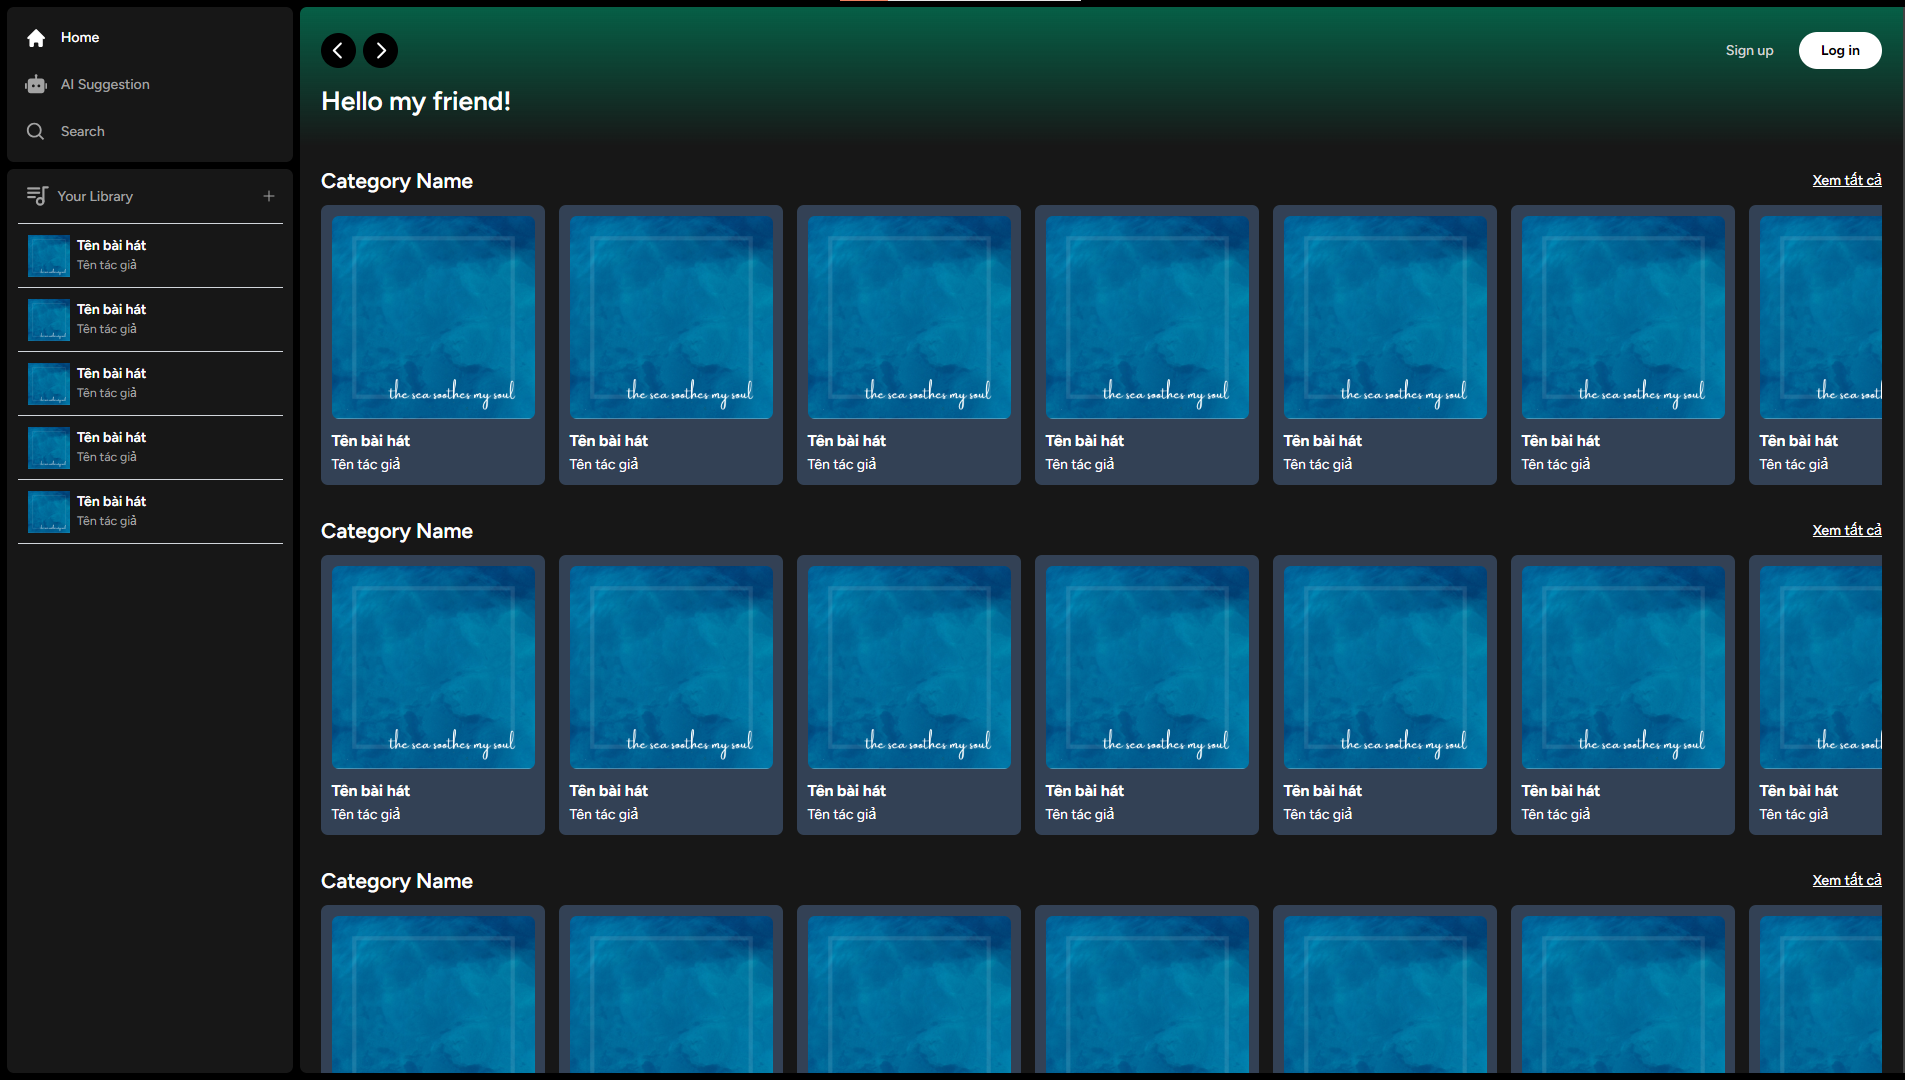 Home
AI Suggestion
Search
Your Library
Tên bài hát
Tên tác giả
Tên bài hát
Tên tác giả
Tên bài hát
Tên tác giả
Tên bài hát
Tên tác giả
Tên bài hát
Tên tác giả
Sign up
Log in
Hello my friend!
Category Name
Xem tất cả
the sea soothes my soul the sea soothes my soul the sea soothes my soul the sea soothes my soul the sea soothes my soul the sea soothes my soul the sea soot
Tên bài hát Tên bài hát Tên bài hát Tên bài hát Tên bài hát Tên bài hát Tên bài hát
Tên tác giả Tên tác giả Tên tác giả Tên tác giả Tên tác giả Tên tác giả Tên tác giả
Category Name
Xem tất cả
the sea soothes my soul the sea soothes my soul the sea soothes my soul the sea soothes my soul the sea soothes my soul the sea soothes my soul the sea soot
Tên bài hát Tên bài hát Tên bài hát Tên bài hát Tên bài hát Tên bài hát Tên bài hát
Tên tác giả Tên tác giả Tên tác giả Tên tác giả Tên tác giả Tên tác giả Tên tác giả
Category Name
Xem tất cả